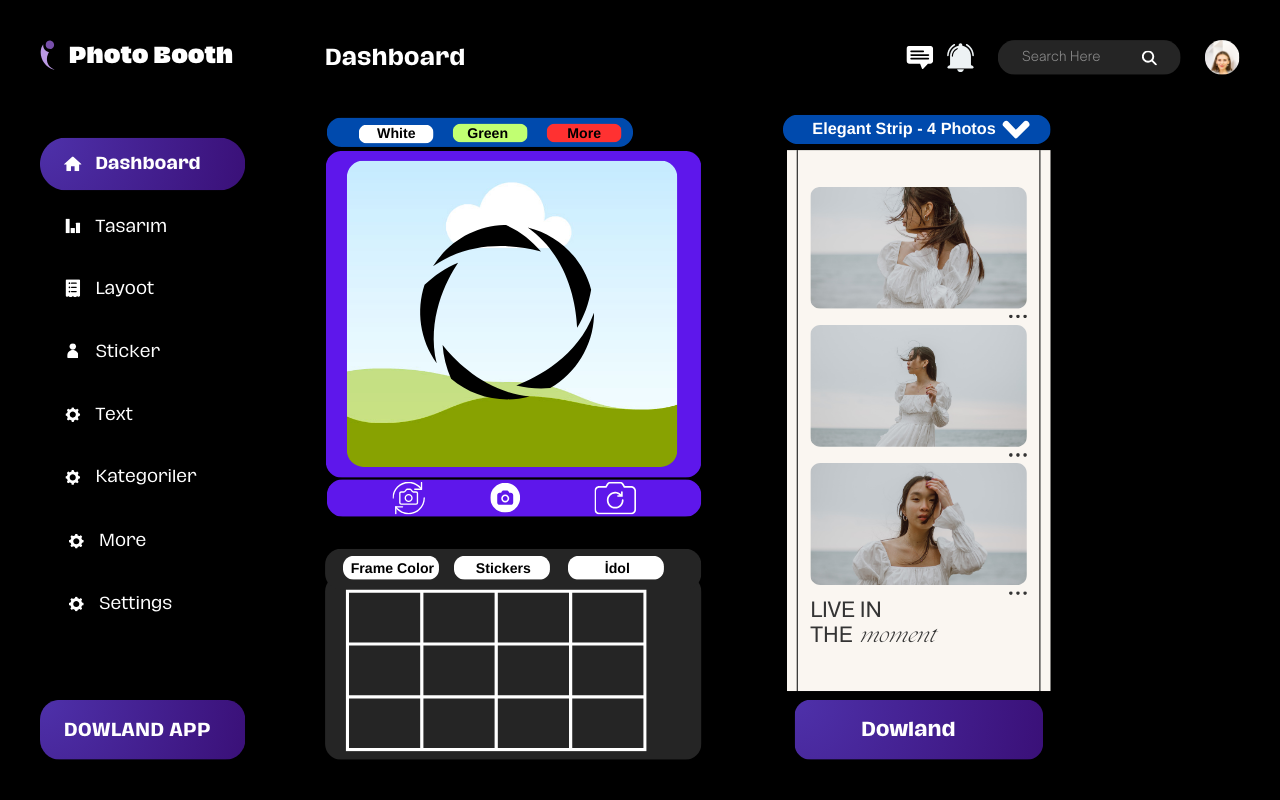 Photo Booth
Dashboard
Search Here
Dashboard
Tasarım
Layoot
Sticker
Text
Kategoriler
More
Settings
DOWLAND APP
White
Green
More
Frame Color
Stickers
İdol
Elegant Strip - 4 Photos
LIVE IN
THE moment
Dowland